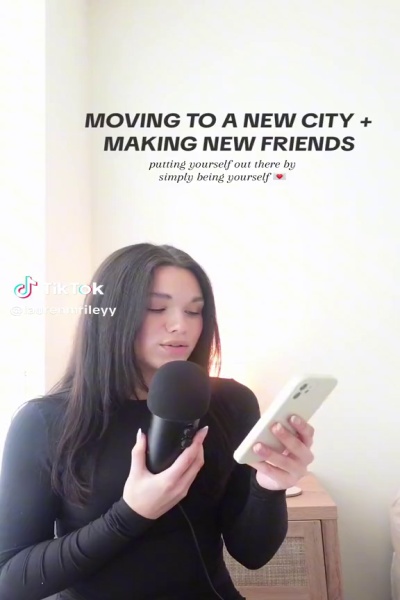 MOVING TO A NEW CITY +
MAKING NEW FRIENDS
putting yourself out there by
simply being yourself 💌
TikTok